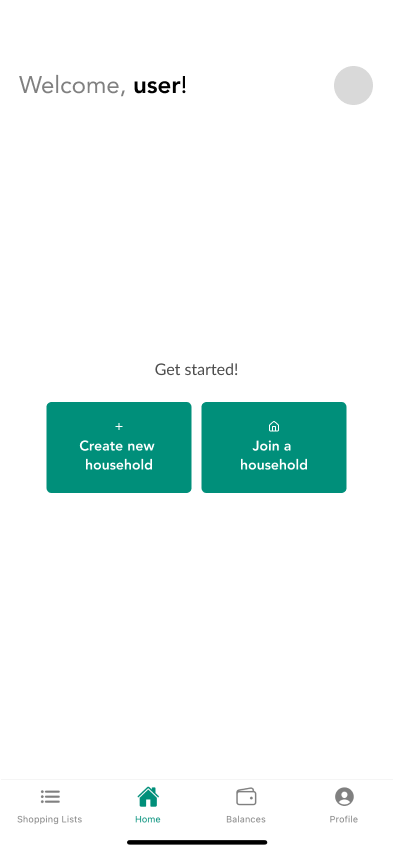 Welcome, user!
Get started!
+
Create new
household
Join a
household
Shopping Lists
Home
Balances
Profile